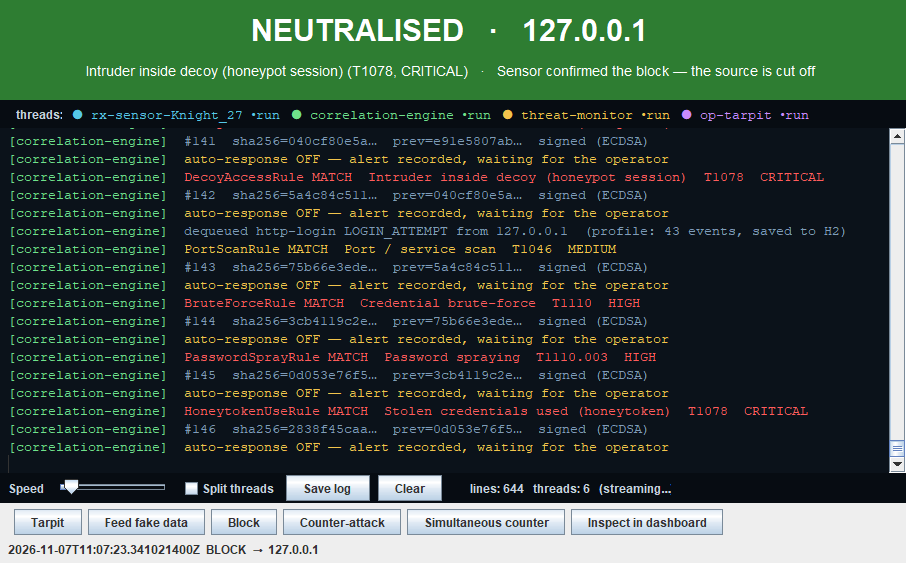 NEUTRALISED · 127.0.0.1
Intruder inside decoy (honeypot session) (T1078, CRITICAL) · Sensor confirmed the block — the source is cut off
threads: ● rx-sensor-Knight_27 •run ● correlation-engine •run ● threat-monitor •run ● op-tarpit •run
[correlation-engine] #141 sha256=040cf80e5a… prev=e91e5807ab… signed (ECDSA)
[correlation-engine] auto-response OFF — alert recorded, waiting for the operator
[correlation-engine] DecoyAccessRule MATCH Intruder inside decoy (honeypot session) T1078 CRITICAL
[correlation-engine] #142 sha256=5a4c84c511… prev=040cf80e5a… signed (ECDSA)
[correlation-engine] auto-response OFF — alert recorded, waiting for the operator
[correlation-engine] dequeued http-login LOGIN_ATTEMPT from 127.0.0.1 (profile: 43 events, saved to H2)
[correlation-engine] PortScanRule MATCH Port / service scan T1046 MEDIUM
[correlation-engine] #143 sha256=75b66e3ede… prev=5a4c84c511… signed (ECDSA)
[correlation-engine] auto-response OFF — alert recorded, waiting for the operator
[correlation-engine] BruteForceRule MATCH Credential brute-force T1110 HIGH
[correlation-engine] #144 sha256=3cb4119c2e… prev=75b66e3ede… signed (ECDSA)
[correlation-engine] auto-response OFF — alert recorded, waiting for the operator
[correlation-engine] PasswordSprayRule MATCH Password spraying T1110.003 HIGH
[correlation-engine] #145 sha256=0d053e76f5… prev=3cb4119c2e… signed (ECDSA)
[correlation-engine] auto-response OFF — alert recorded, waiting for the operator
[correlation-engine] HoneytokenUseRule MATCH Stolen credentials used (honeytoken) T1078 CRITICAL
[correlation-engine] #146 sha256=2838f45caa… prev=0d053e76f5… signed (ECDSA)
[correlation-engine] auto-response OFF — alert recorded, waiting for the operator
Speed Split threads Save log Clear lines: 644 threads: 6 (streaming...
Tarpit Feed fake data Block Counter-attack Simultaneous counter Inspect in dashboard
2026-11-07T11:07:23.341021400Z BLOCK → 127.0.0.1